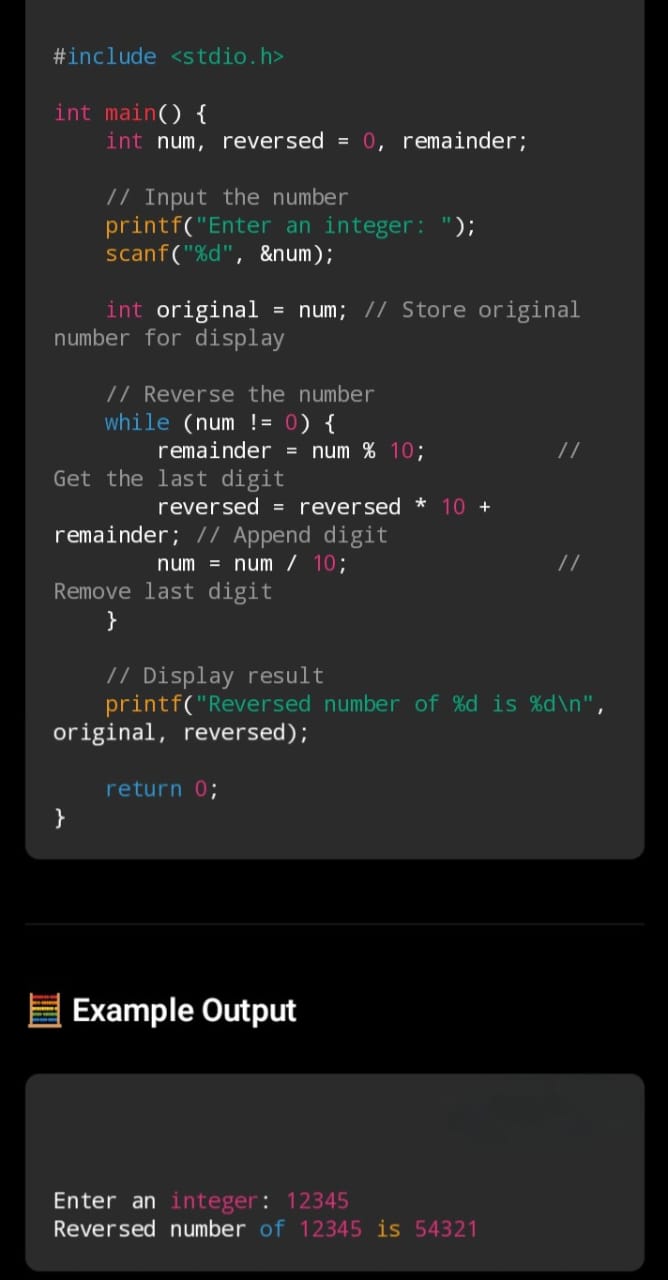 #include <stdio.h>
int main() {
int num, reversed = 0, remainder;
// Input the number
printf("Enter an integer: ");
scanf("%d", &num);
int original = num; // Store original
number for display
// Reverse the number
while (num != 0) {
remainder = num % 10; //
Get the last digit
reversed = reversed * 10 +
remainder; // Append digit
num = num / 10; //
Remove last digit
}
// Display result
printf("Reversed number of %d is %d\n",
original, reversed);
return 0;
}
Example Output
Enter an integer: 12345
Reversed number of 12345 is 54321